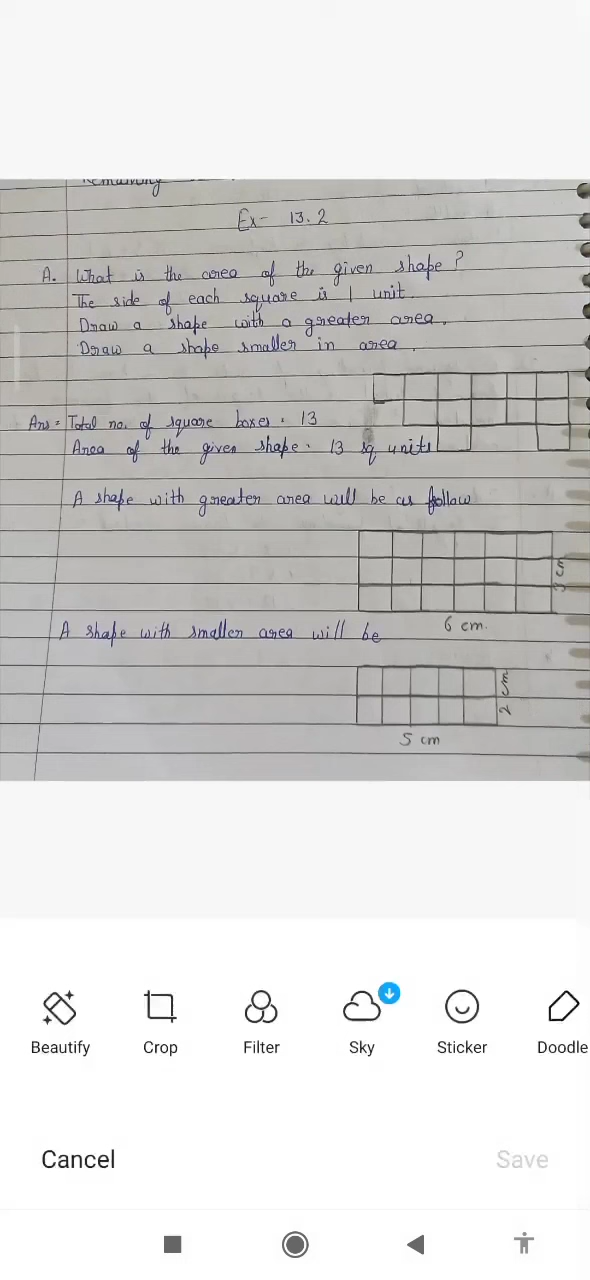 Remaining
Ex- 13.2
A. What is the area of the given shape?
The side of each square is 1 unit.
Draw a shape with a greater area.
Draw a shape smaller in area.
Ans = Total no. of square boxes = 13
Area of the given shape = 13 sq units
A shape with greater area will be as follow
3 cm
6 cm.
A shape with smaller area will be
2 cm
5 cm
Beautify
Crop
Filter
Sky
Sticker
Doodle
Cancel
Save